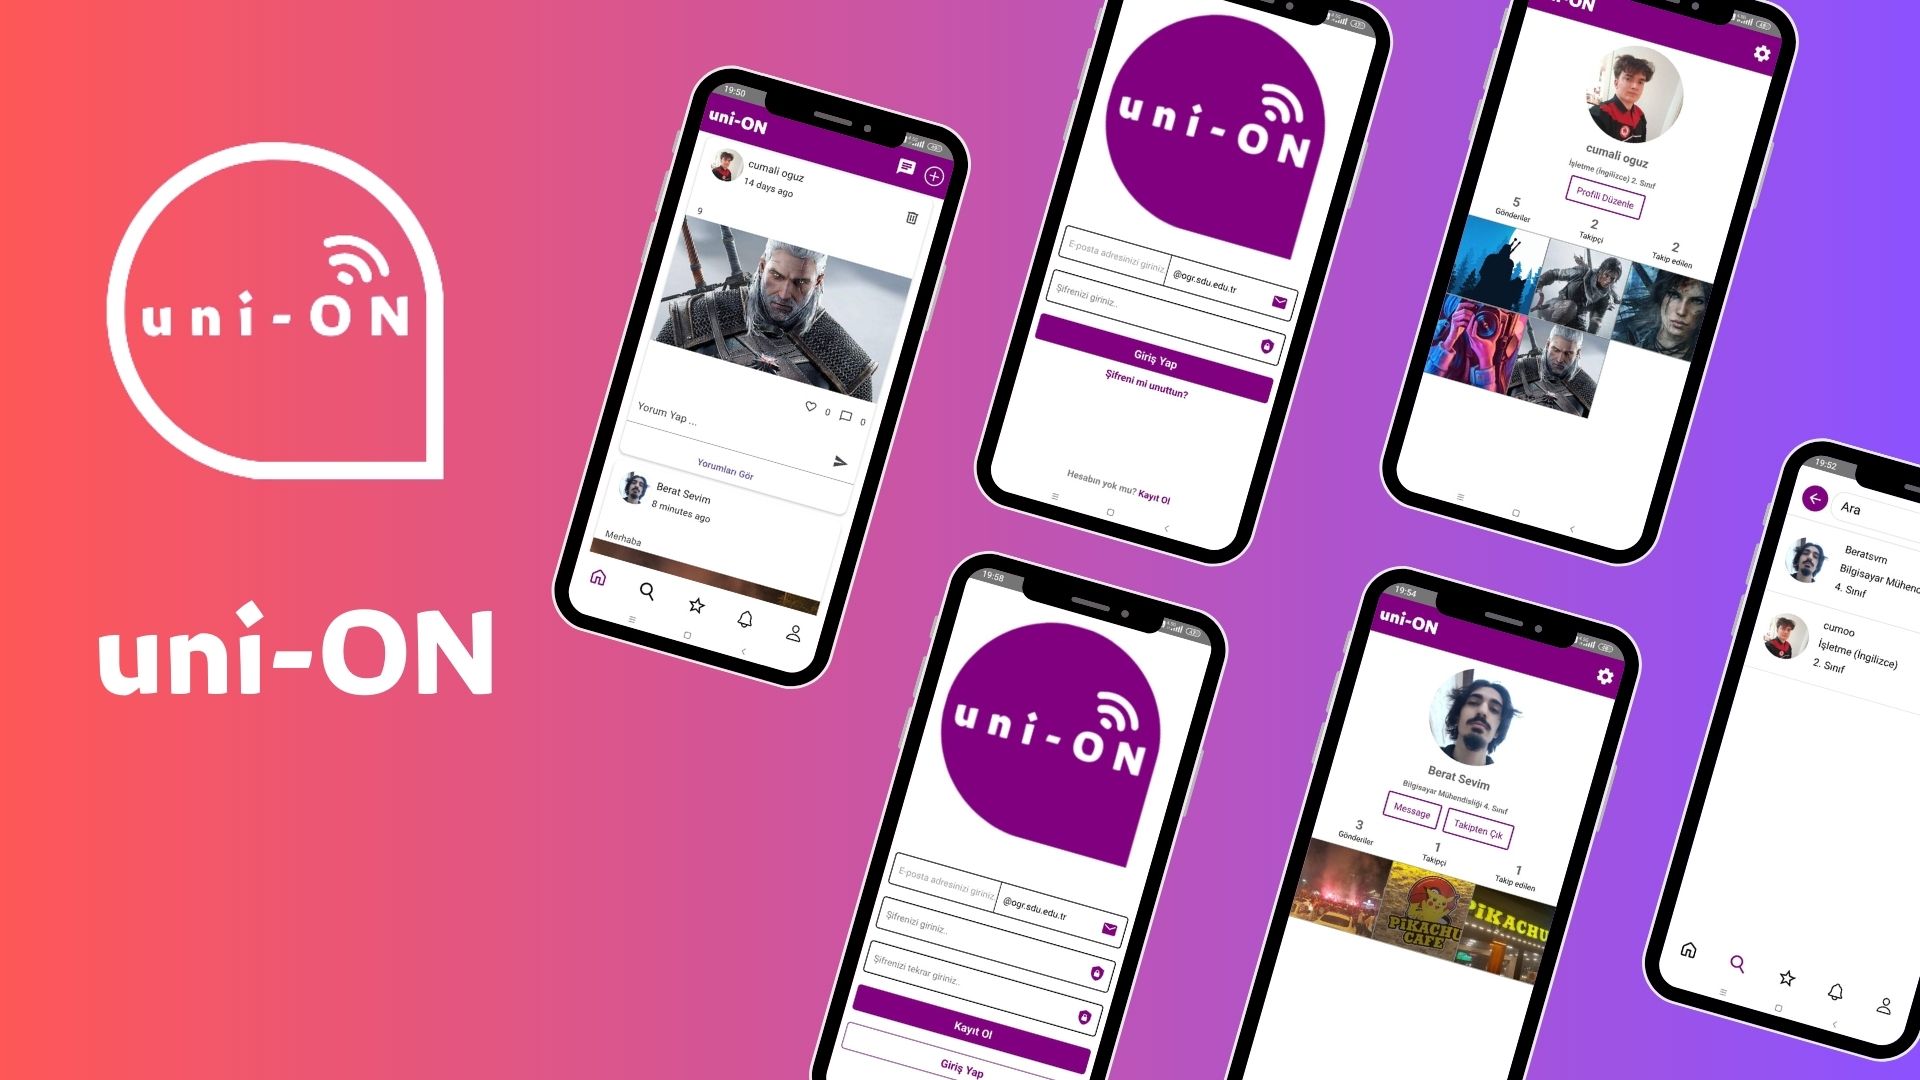 uni-ON
uni-ON
19:50
uni-ON
cumali oguz
14 days ago
9
0
0
Yorum Yap ...
Yorumları Gör
Berat Sevim
8 minutes ago
Merhaba
uni-ON
E-posta adresinizi giriniz
@ogr.sdu.edu.tr
Şifrenizi giriniz..
Giriş Yap
Şifreni mi unuttun?
Hesabın yok mu? Kayıt Ol
cumali oguz
İşletme (İngilizce) 2. Sınıf
Profili Düzenle
5
Gönderiler
2
Takipçi
2
Takip edilen
19:58
uni-ON
E-posta adresinizi giriniz
@ogr.sdu.edu.tr
Şifrenizi giriniz..
Şifrenizi tekrar giriniz..
Kayıt Ol
Giriş Yap
19:54
uni-ON
Berat Sevim
Bilgisayar Mühendisliği 4. Sınıf
Message
Takipten Çık
3
Gönderiler
1
Takipçi
1
Takip edilen
PİKACHU
CAFE
PİKACHU
19:52
Ara
Beratsvm
Bilgisayar Mühend
4. Sınıf
cumoo
İşletme (İngilizce)
2. Sınıf